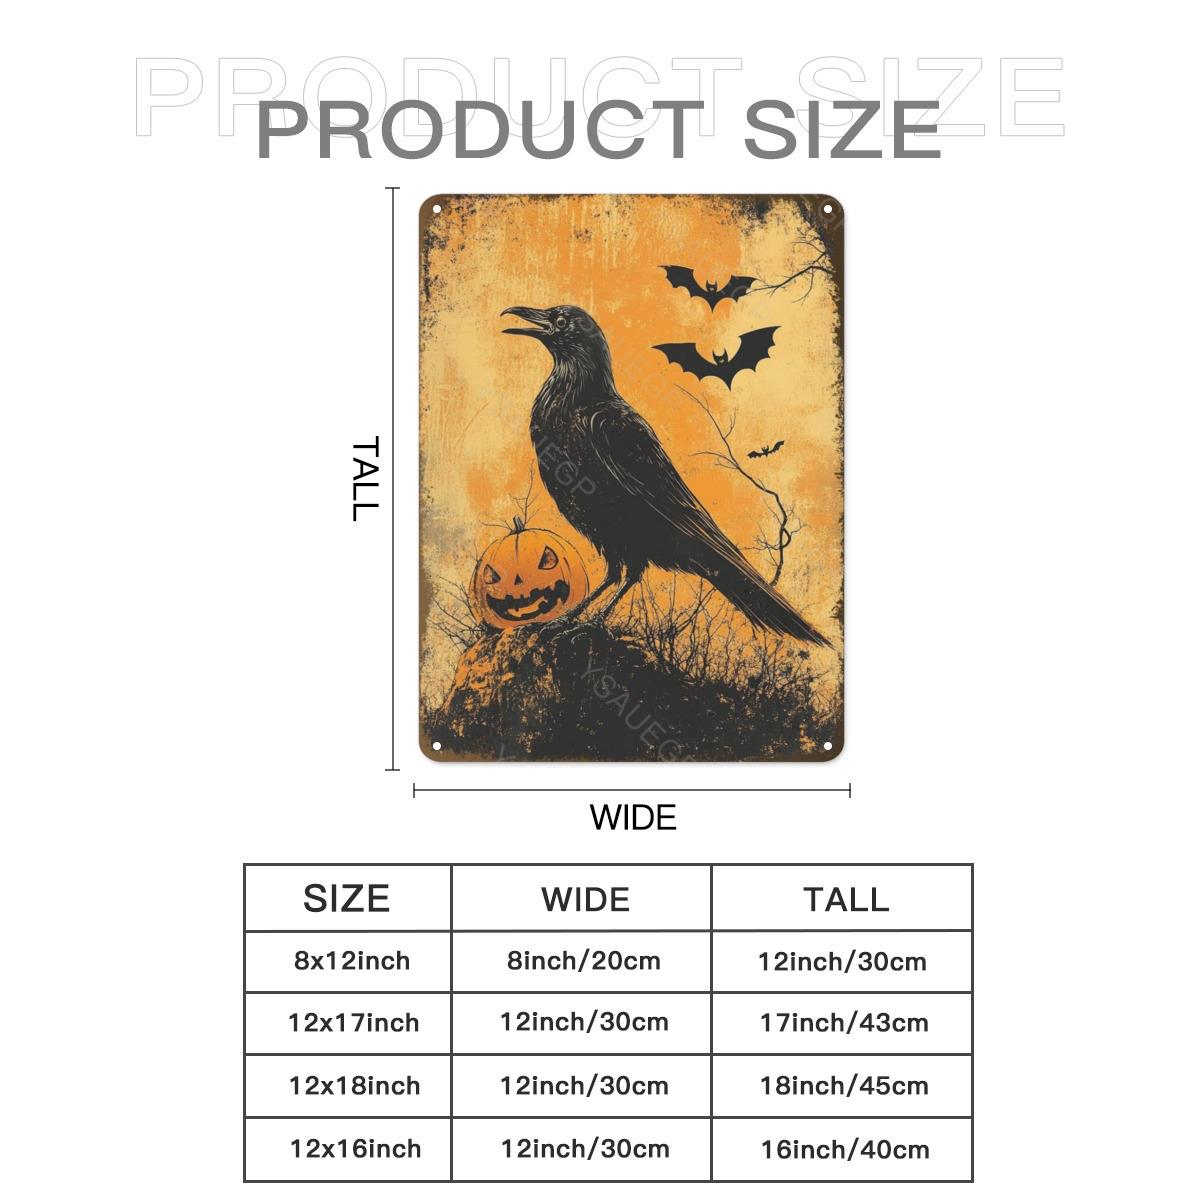 PRODUCT SIZE
PRODUCT SIZE
TALL
YSAUEGP
WIDE
SIZE WIDE TALL
8x12inch 8inch/20cm 12inch/30cm
12x17inch 12inch/30cm 17inch/43cm
12x18inch 12inch/30cm 18inch/45cm
12x16inch 12inch/30cm 16inch/40cm